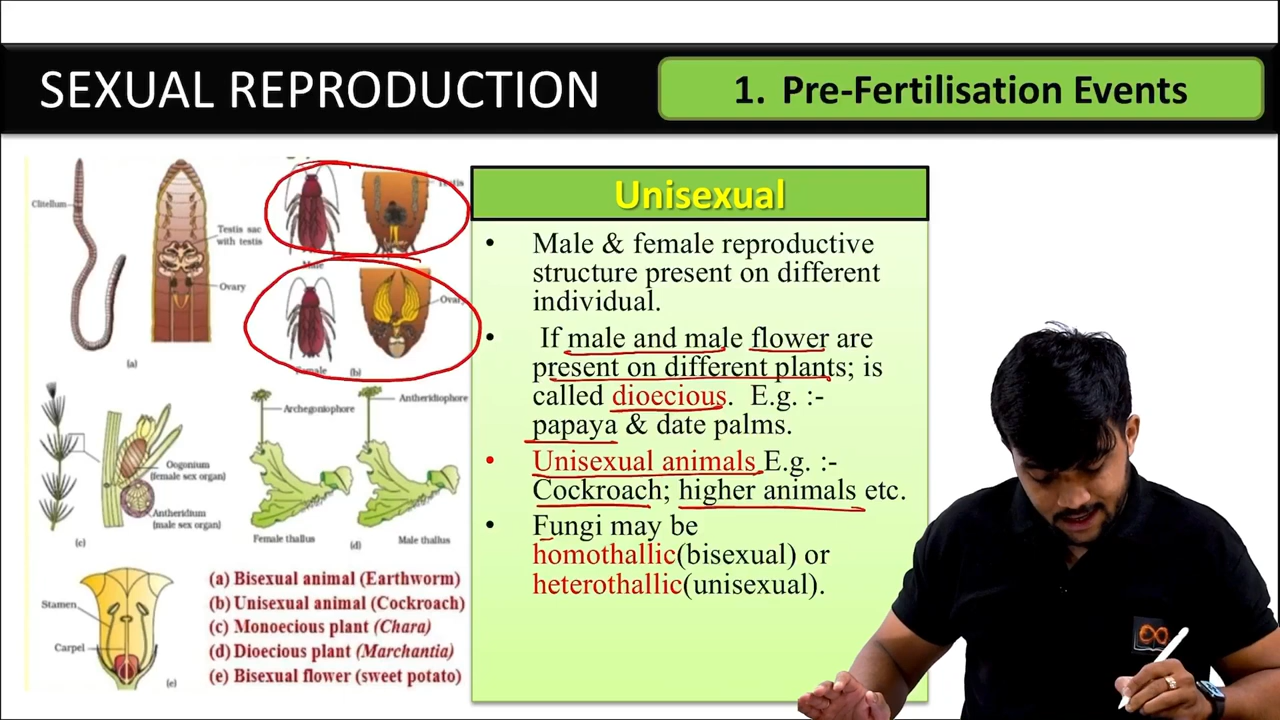 SEXUAL REPRODUCTION
1. Pre-Fertilisation Events
Clitellum
Testis sac
with testis
Ovary
(a)
Testis
Male
Ovary
Female
(b)
Oogonium
(female sex organ)
Antheridium
(male sex organ)
(c)
Archegoniophore
Antheridiophore
Female thallus
(d)
Male thallus
Stamen
Carpel
(e)
(a) Bisexual animal (Earthworm)
(b) Unisexual animal (Cockroach)
(c) Monoecious plant (Chara)
(d) Dioecious plant (Marchantia)
(e) Bisexual flower (sweet potato)
Unisexual
• Male & female reproductive
structure present on different
individual.
• If male and male flower are
present on different plants; is
called dioecious. E.g. :-
papaya & date palms.
• Unisexual animals E.g. :-
Cockroach; higher animals etc.
• Fungi may be
homothallic(bisexual) or
heterothallic(unisexual).